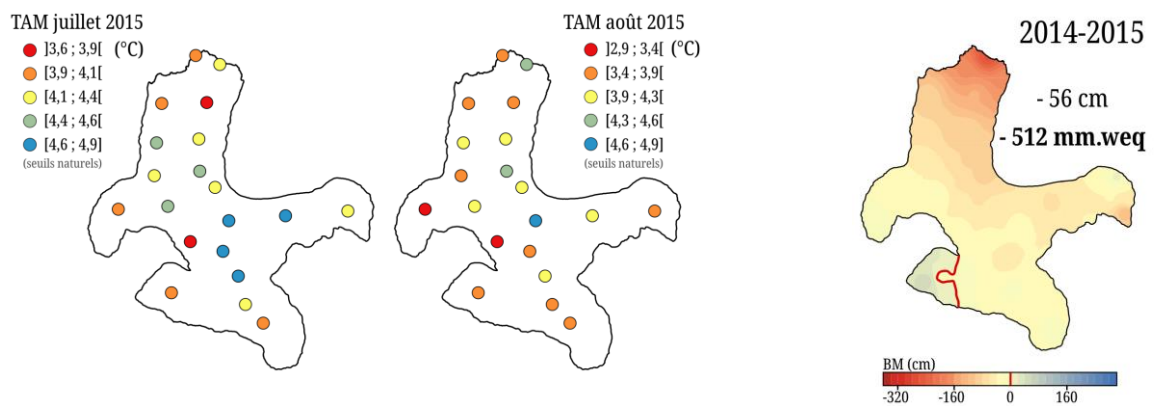 TAM juillet 2015
]3,6 ; 3,9[ (°C)
[3,9 ; 4,1[
[4,1 ; 4,4[
[4,4 ; 4,6[
[4,6 ; 4,9]
(seuils naturels)
TAM août 2015
]2,9 ; 3,4[ (°C)
[3,4 ; 3,9[
[3,9 ; 4,3[
[4,3 ; 4,6[
[4,6 ; 4,9]
(seuils naturels)
2014-2015
- 56 cm
- 512 mm.weq
BM (cm)
-320 -160 0 160